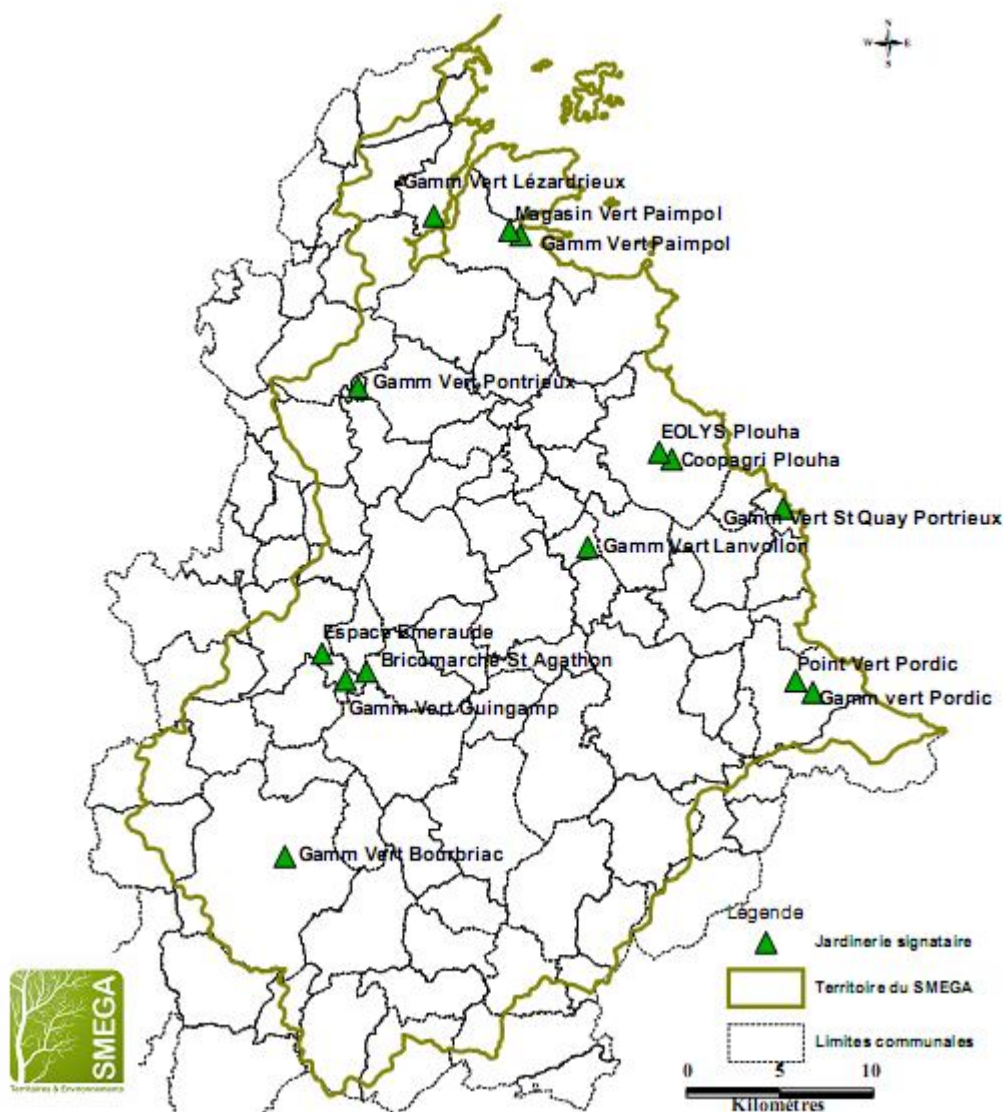 N
W E
S
Gamm Vert Lézardrieux
Magasin Vert Paimpol
Gamm Vert Paimpol
Gamm Vert Pontrieux
EOLYS Plouha
Coopagri Plouha
Gamm Vert St Quay Portrieux
Gamm Vert Lanvollon
Espace Emeraude
Bricomarché St Agathon
Gamm Vert Guingamp
Point Vert Pordic
Gamm vert Pordic
Gamm Vert Bourbriac
Légende
Jardinerie signataire
Territoire du SMEGA
Limites communales
0 5 10
Kilomètres
SMEGA
Territoires & Environnements